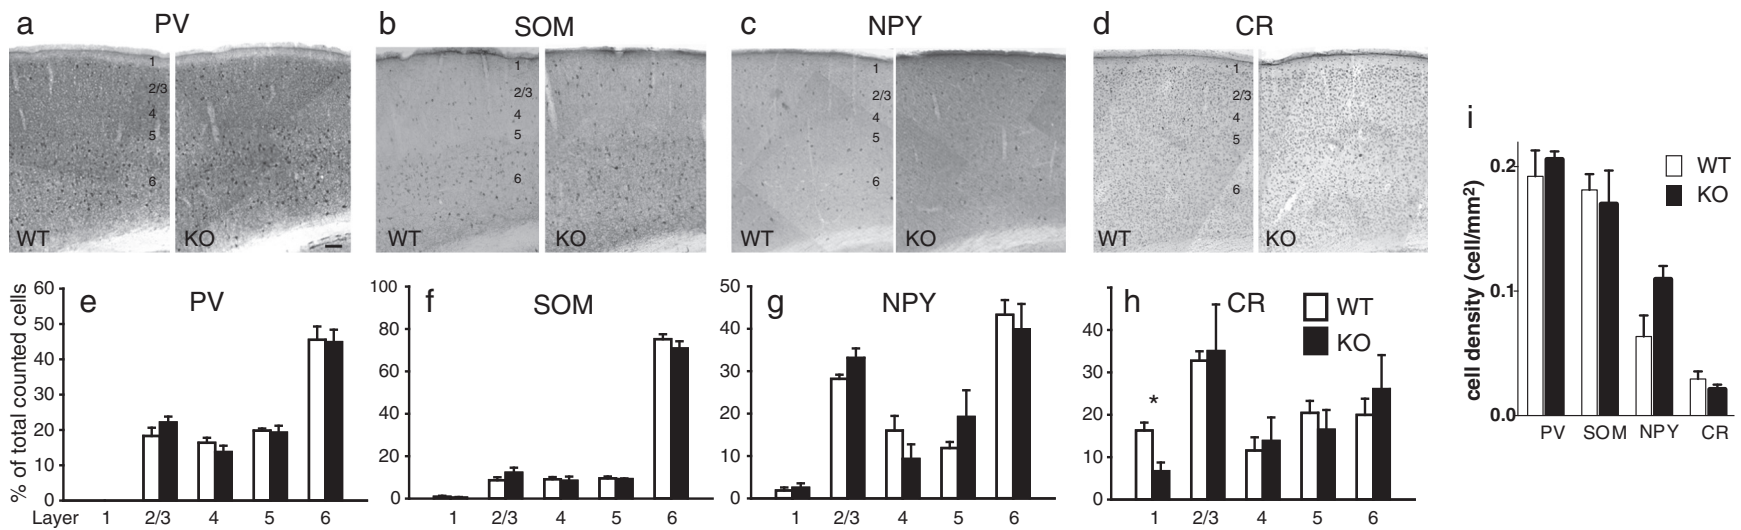 a PV
b SOM
c NPY
d CR
1
2/3
4
5
6
WT KO
1
2/3
4
5
6
WT KO
1
2/3
4
5
6
WT KO
1
2/3
4
5
6
WT KO
% of total counted cells
e PV
60
50
40
30
20
10
0
Layer 1 2/3 4 5 6
f SOM
100
80
60
40
20
0
1 2/3 4 5 6
g NPY
50
40
30
20
10
0
1 2/3 4 5 6
h CR
WT
KO
40
30
20
10
0
*
1 2/3 4 5 6
i
cell density (cell/mm²)
0.2
0.1
0.0
WT
KO
PV SOM NPY CR